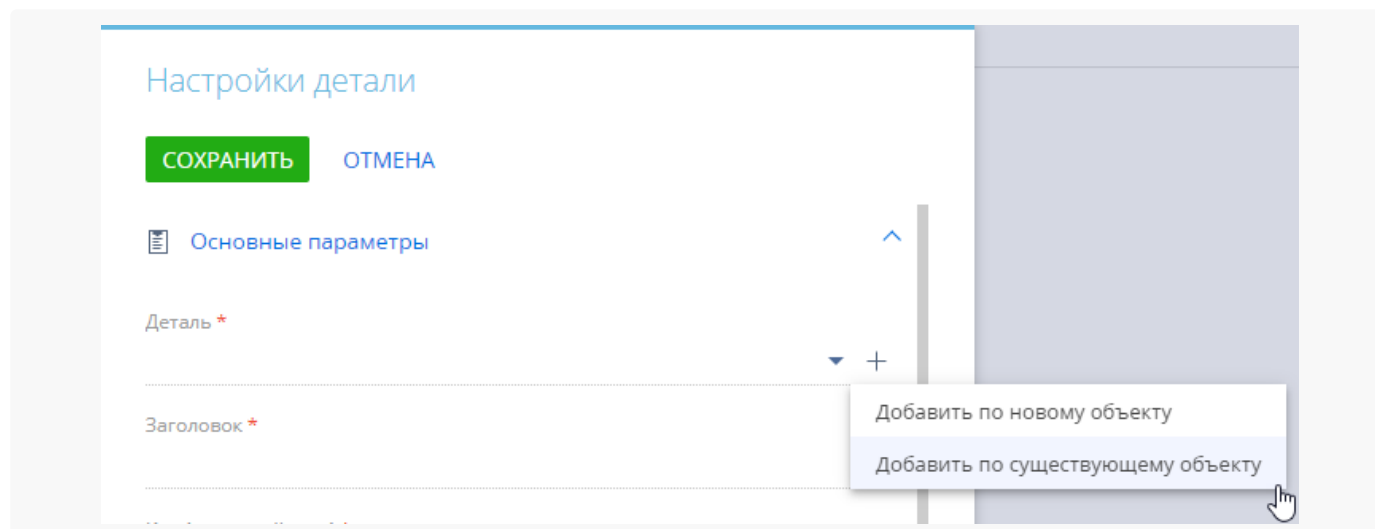 Настройки детали
СОХРАНИТЬ ОТМЕНА
Основные параметры
Деталь *
Добавить по новому объекту
Заголовок *
Добавить по существующему объекту